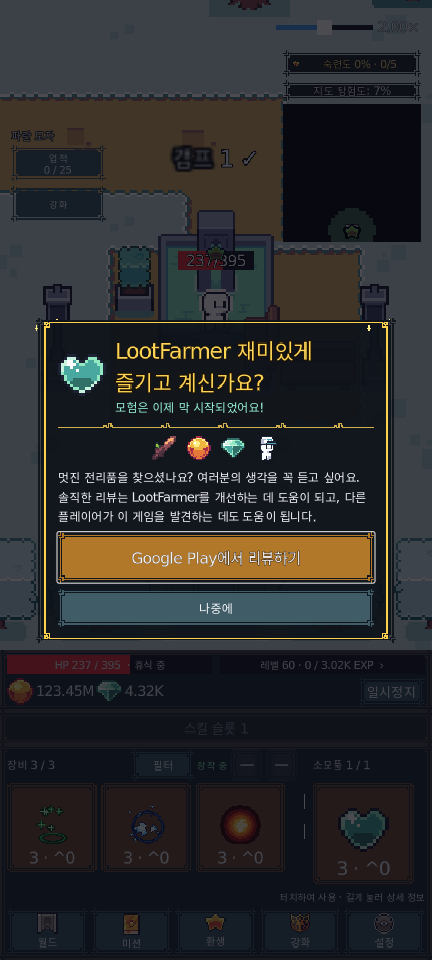 2.00×
숙련도 0% · 0/5
지도 탐험도: 7%
파란 모자
업적
0 / 25
강화
캠프 1 ✓
237/395
LootFarmer 재미있게
즐기고 계신가요?
모험은 이제 막 시작되었어요!
멋진 전리품을 찾으셨나요? 여러분의 생각을 꼭 듣고 싶어요.
솔직한 리뷰는 LootFarmer를 개선하는 데 도움이 되고, 다른
플레이어가 이 게임을 발견하는 데도 도움이 됩니다.
Google Play에서 리뷰하기
나중에
HP 237 / 395 · 휴식 중
레벨 60 · 0 / 3.02K EXP ›
123.45M 4.32K
일시정지
스킬 슬롯 1
장비 3 / 3
필터
장착 중
소모품 1 / 1
3 · ^0
3 · ^0
3 · ^0
3 · ^0
터치하여 사용 · 길게 눌러 상세 정보
월드
미션
환생
강화
설정